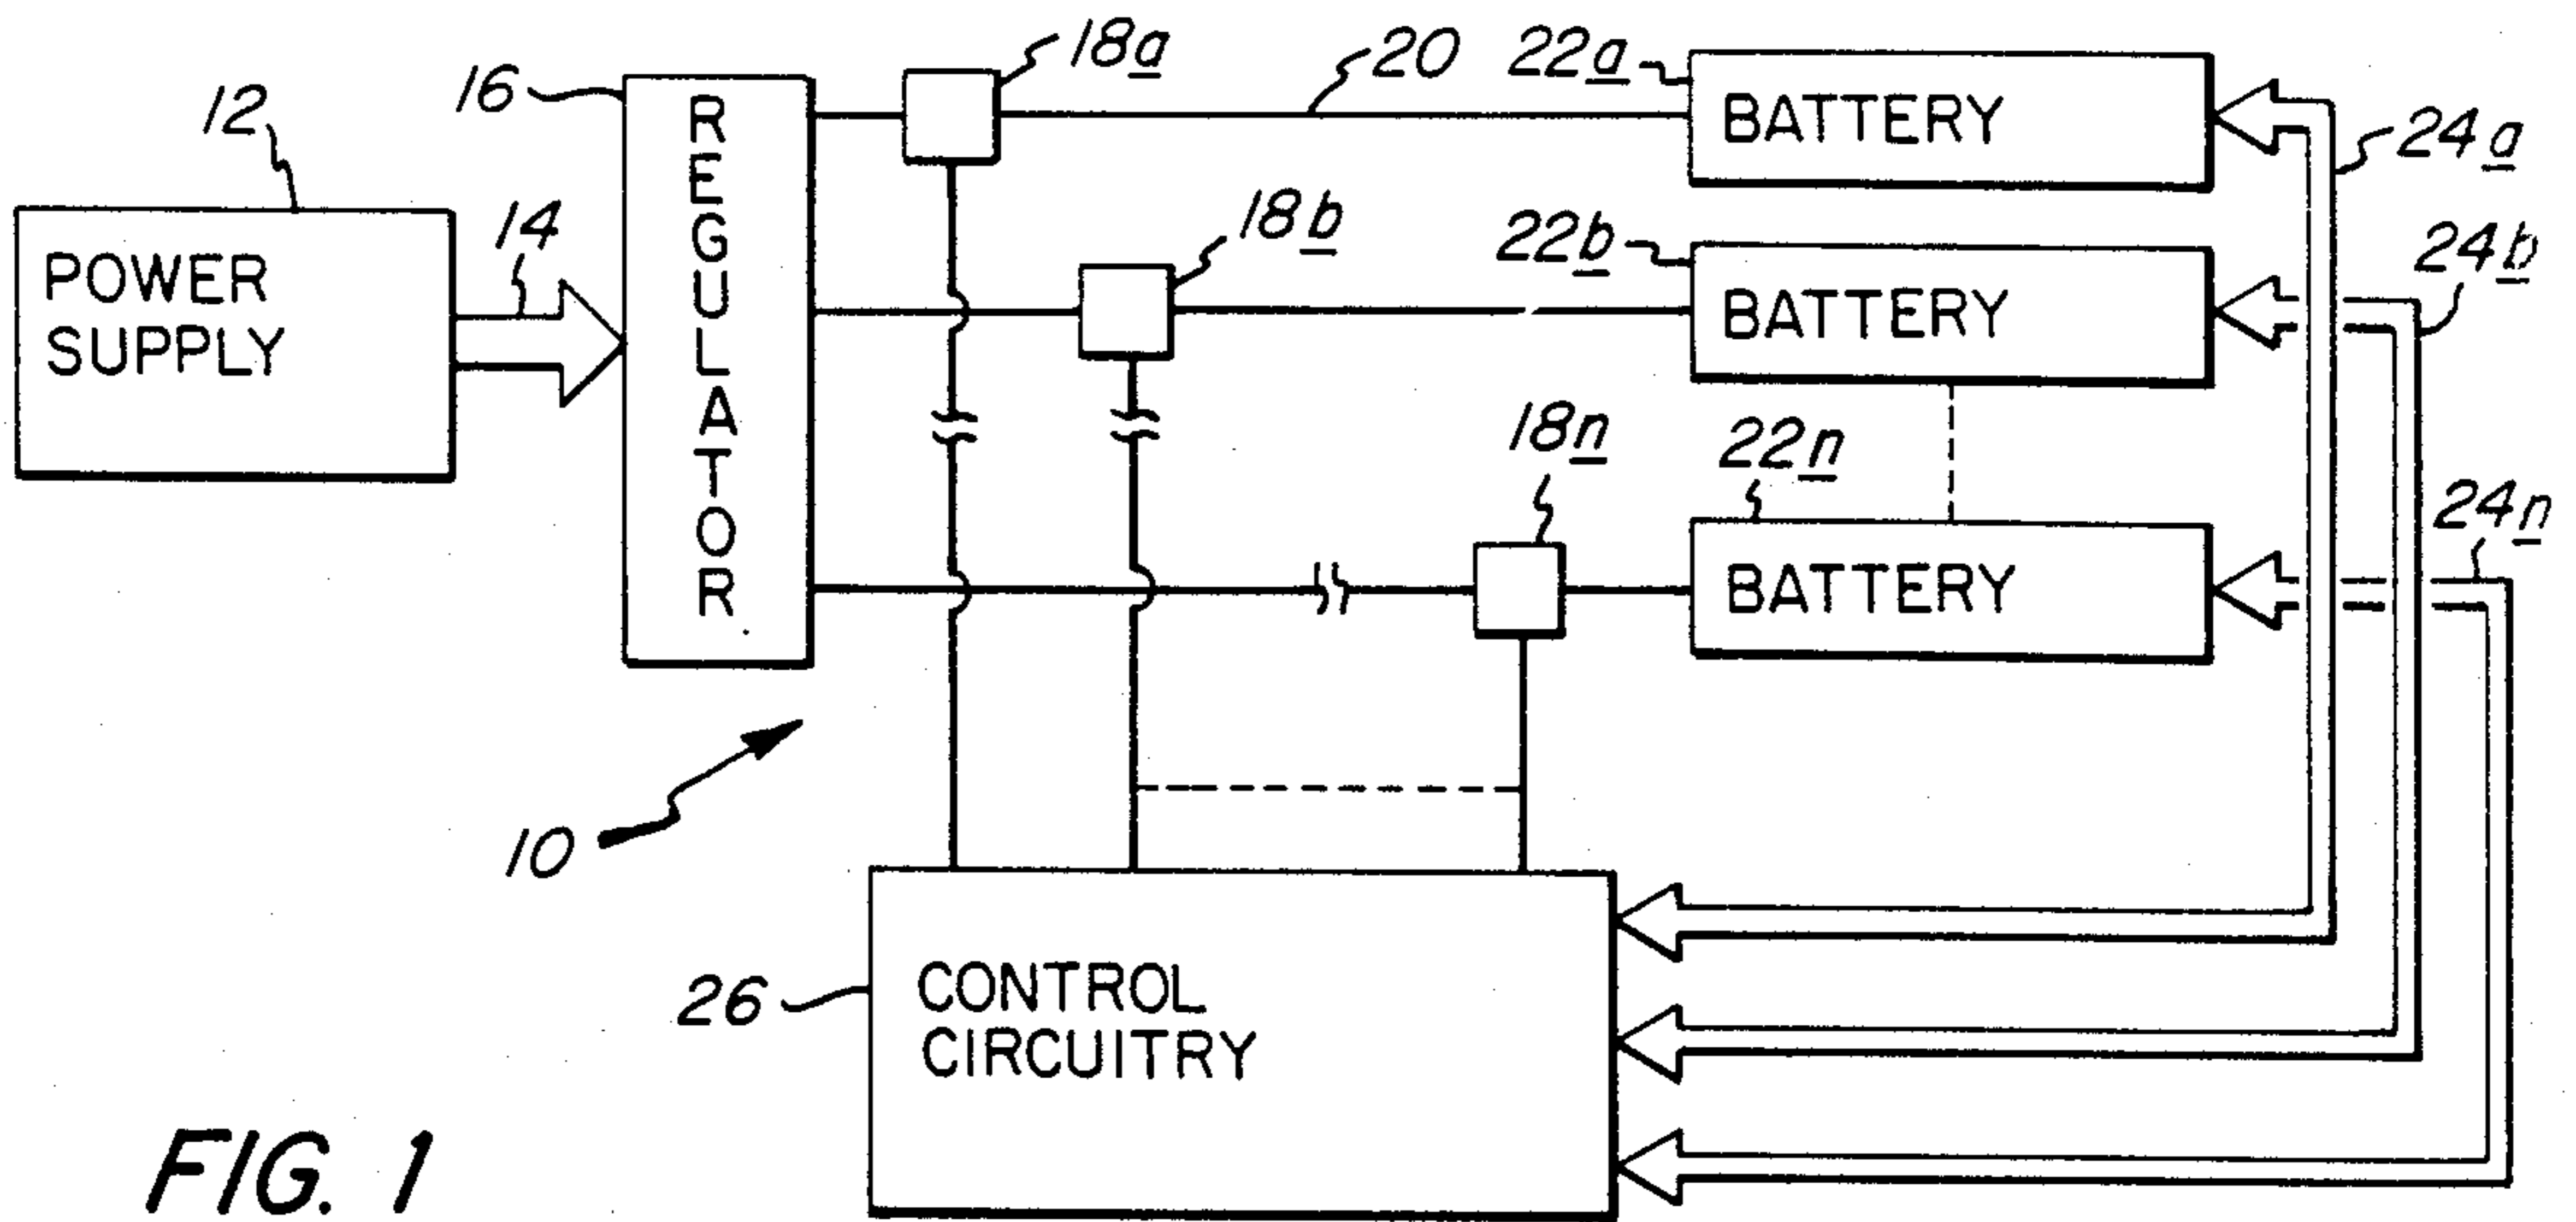 18a
20
22a
BATTERY
16
12
24a
REGULATOR
14
18b
22b
24b
POWER
SUPPLY
BATTERY
18n
22n
24n
BATTERY
10
26
CONTROL
CIRCUITRY
FIG. 1